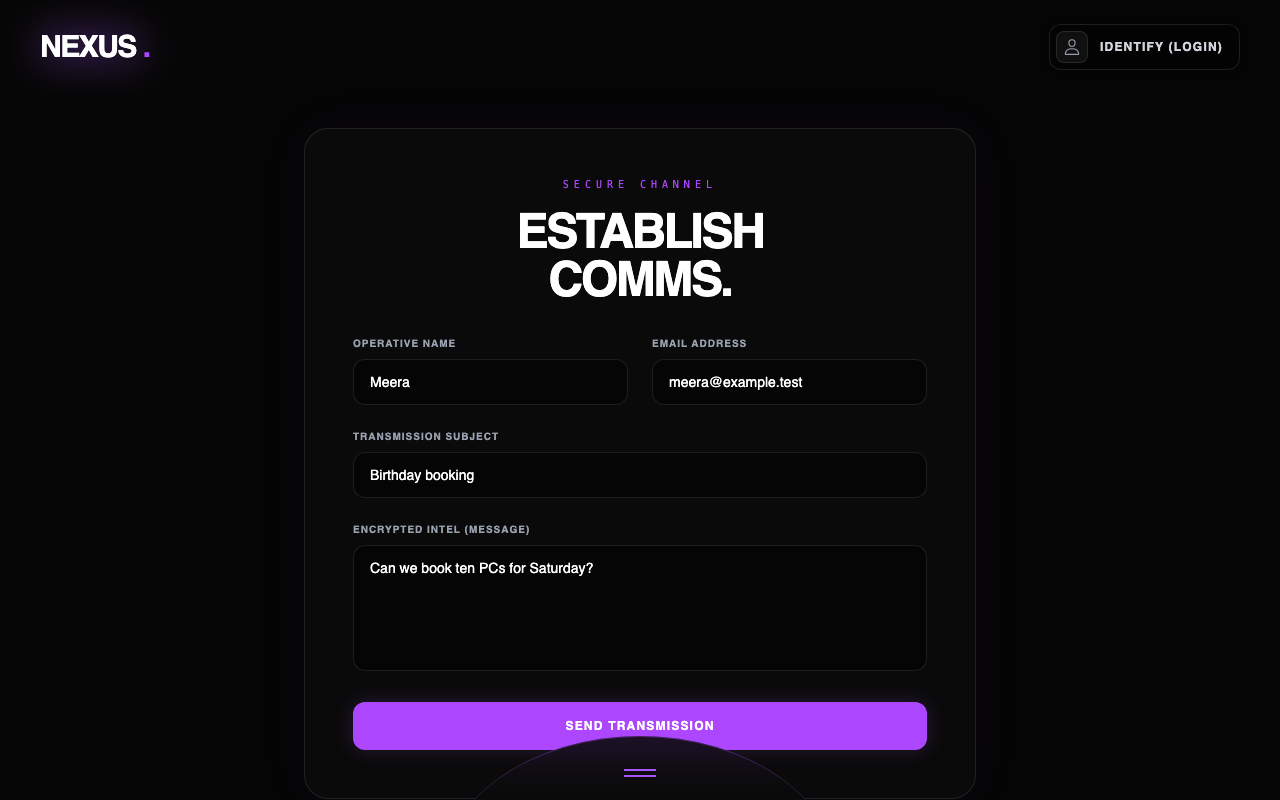 NEXUS .
IDENTIFY (LOGIN)
SECURE CHANNEL
ESTABLISH
COMMS.
OPERATIVE NAME
EMAIL ADDRESS
Meera
meera@example.test
TRANSMISSION SUBJECT
Birthday booking
ENCRYPTED INTEL (MESSAGE)
Can we book ten PCs for Saturday?
SEND TRANSMISSION